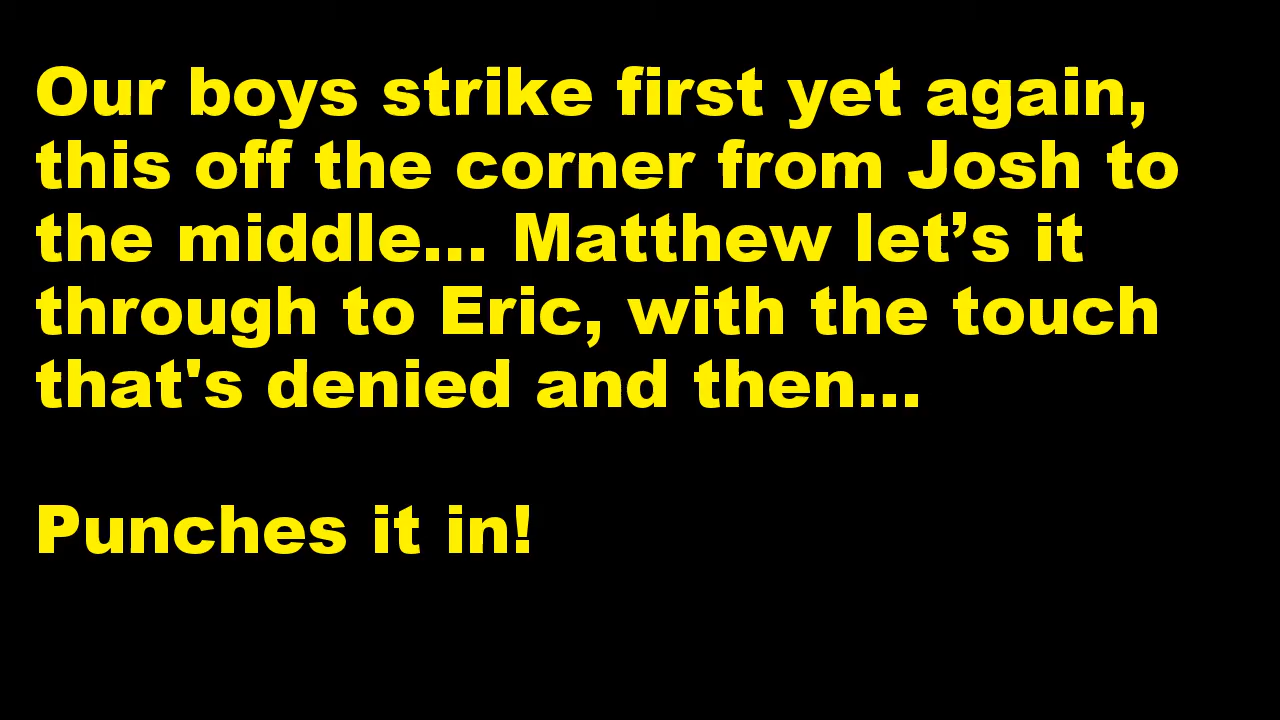 Our boys strike first yet again,
this off the corner from Josh to
the middle... Matthew let’s it
through to Eric, with the touch
that's denied and then...
Punches it in!